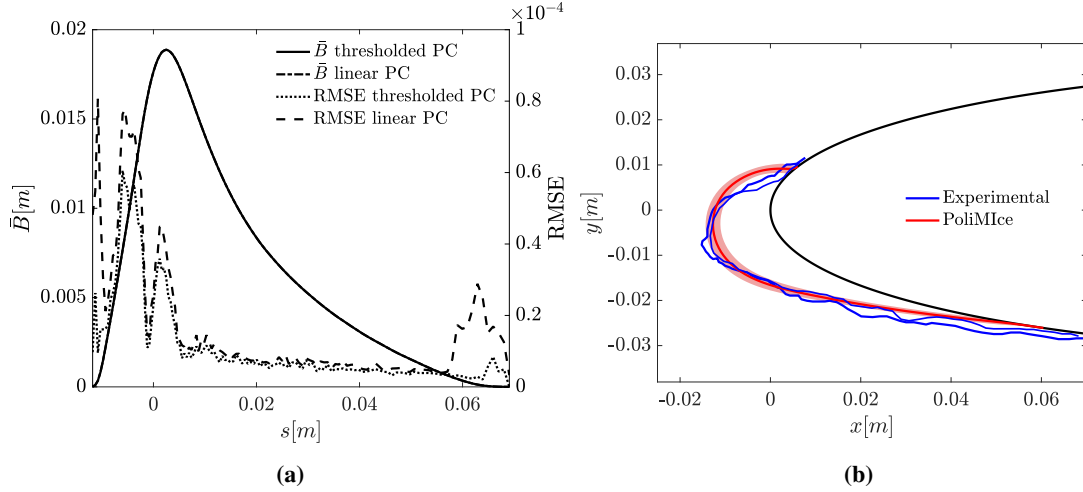 ×10⁻⁴
0.02
1
B̄ thresholded PC
B̄ linear PC
RMSE thresholded PC
RMSE linear PC
0.8
0.015
0.6
0.01
0.4
0.005
0.2
0
0
0 0.02 0.04 0.06
B̄[m]
RMSE
s[m]
(a)
0.03
0.02
0.01
0
-0.01
-0.02
-0.03
y[m]
Experimental
PoliMIce
-0.02 0 0.02 0.04 0.06
x[m]
(b)